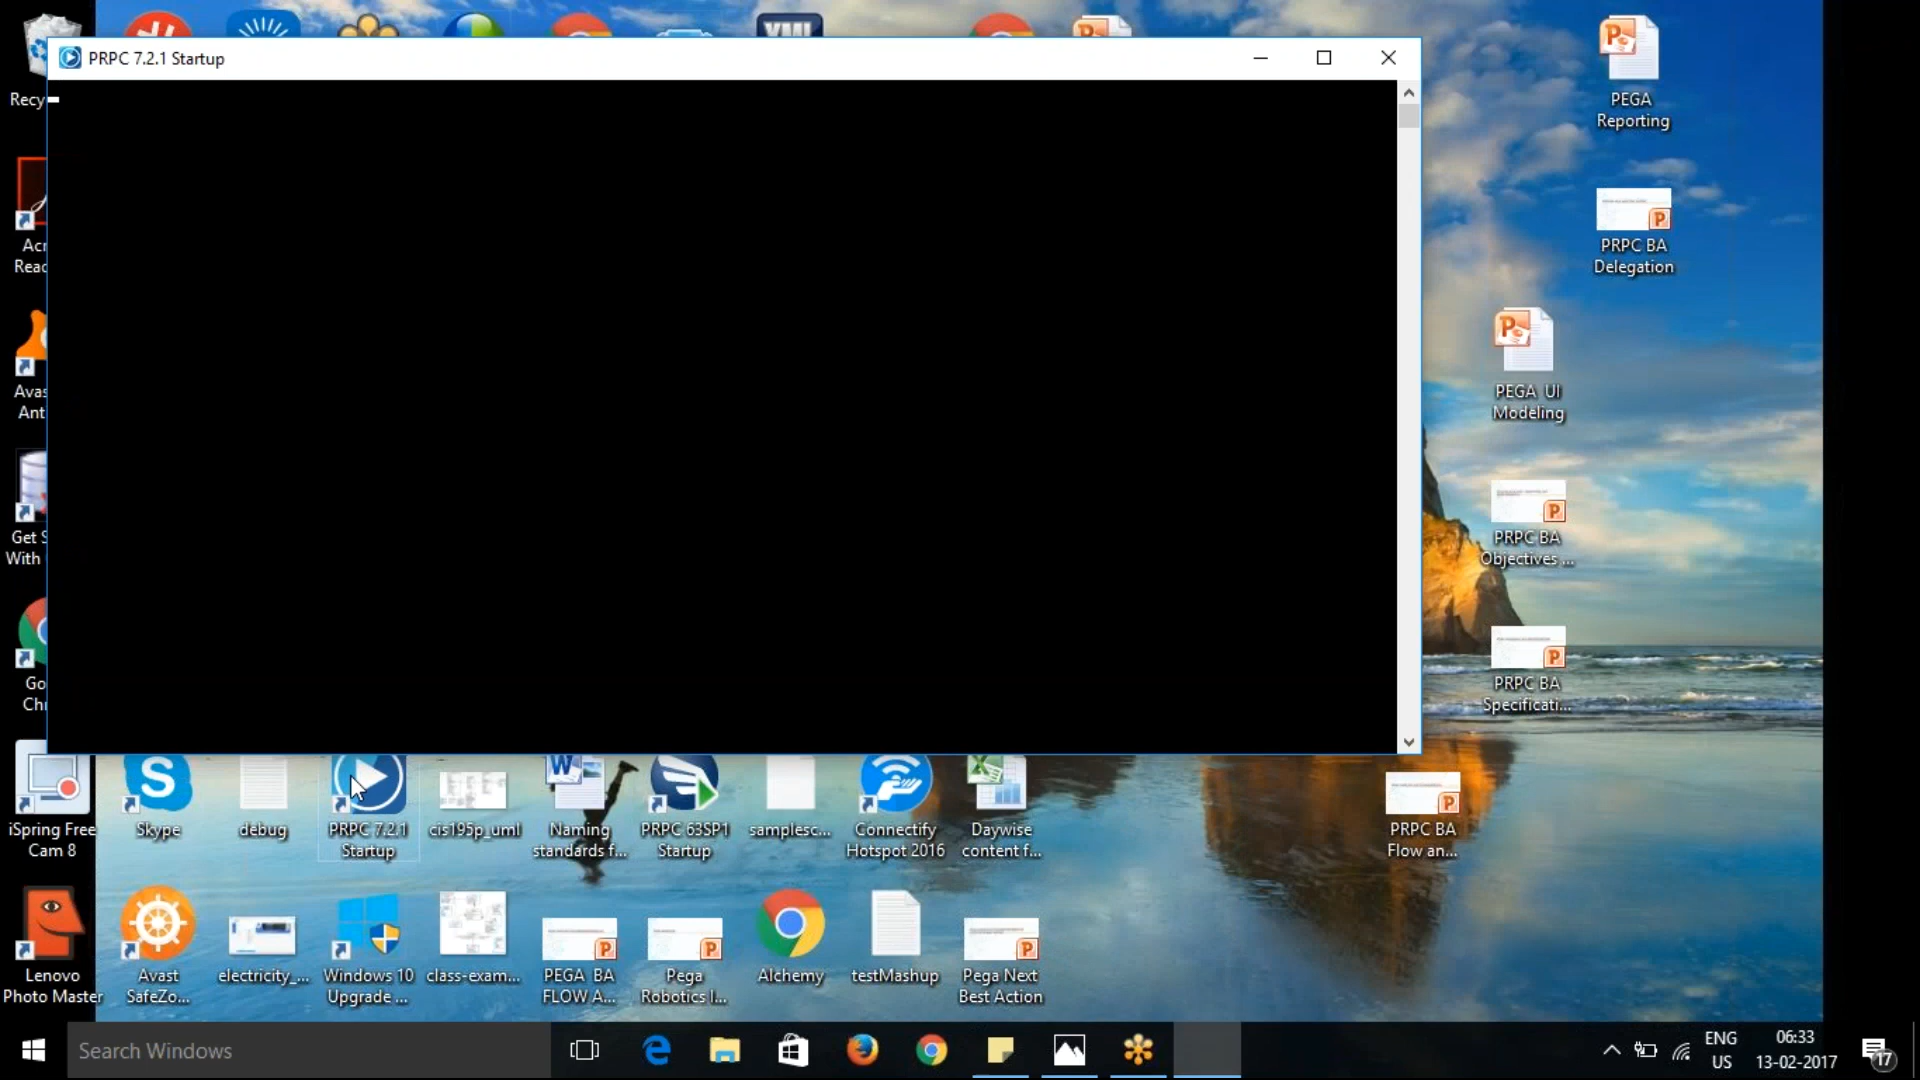 PRPC 7.2.1 Startup
XML
Recy
PEGA
Reporting
Acr
Read
PRPC BA
Delegation
Avas
Ant
PEGA UI
Modeling
Get S
With
PRPC BA
Objectives ...
Go
Chr
PRPC BA
Specificati...
iSpring Free
Cam 8
Skype
debug
PRPC 7.2.1
Startup
cis195p_uml
Naming
standards f...
PRPC 63SP1
Startup
samplesc...
Connectify
Hotspot 2016
Daywise
content f...
PRPC BA
Flow an...
Lenovo
Photo Master
Avast
SafeZo...
electricity_...
Windows 10
Upgrade ...
class-exam...
PEGA BA
FLOW A...
Pega
Robotics I...
Alchemy
testMashup
Pega Next
Best Action
Search Windows
ENG
US
06:33
13-02-2017
17